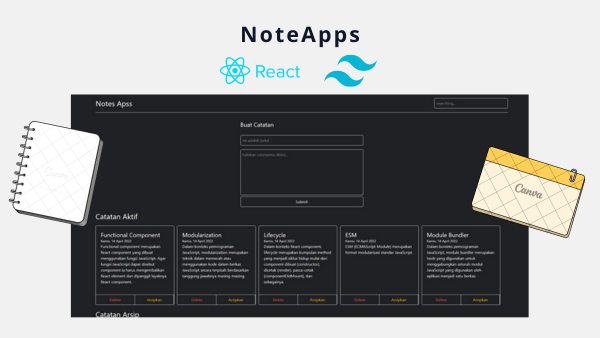 NoteApps
React
Notes Apss
searching...
Buat Catatan
Ini adalah judul
Tuliskan catatanmu disini...
Submit
Catatan Aktif
Functional Component
Kamis, 14 April 2022
Functional component merupakan
React component yang dibuat
menggunakan fungsi JavaScript. Agar
fungsi JavaScript dapat disebut
component ia harus mengembalikan
React element dan dipanggil layaknya
React component.
Delete
Arsipkan
Modularization
Kamis, 14 April 2022
Dalam konteks pemrograman
JavaScript, modularization merupakan
teknik dalam memecah atau
menggunakan kode dalam berkas
JavaScript secara terpisah berdasarkan
tanggung jawabnya masing-masing.
Delete
Arsipkan
Lifecycle
Kamis, 14 April 2022
Dalam konteks React component,
lifecycle merupakan kumpulan method
yang menjadi siklus hidup mulai dari
component dibuat (constructor),
dicetak (render), pasca-cetak
(componentDidMount), dan
sebagainya.
Delete
Arsipkan
ESM
Kamis, 14 April 2022
ESM (ECMAScript Module) merupakan
format modularisasi standar JavaScript.
Delete
Arsipkan
Module Bundler
Kamis, 14 April 2022
Dalam konteks pemrograman
JavaScript, module bundler merupakan
tools yang digunakan untuk
menggabungkan seluruh modul
JavaScript yang digunakan oleh
aplikasi menjadi satu berkas.
Delete
Arsipkan
Catatan Arsip
Canva
Canva